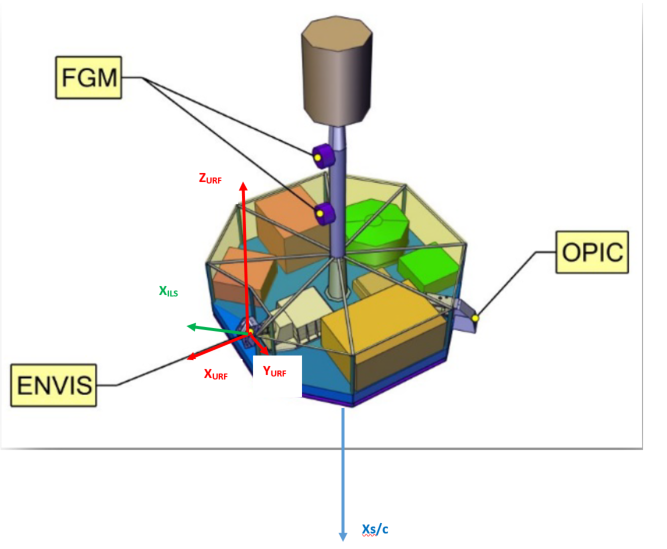 FGM
ZURF
OPIC
XILS
XURF
YURF
ENVIS
Xs/c